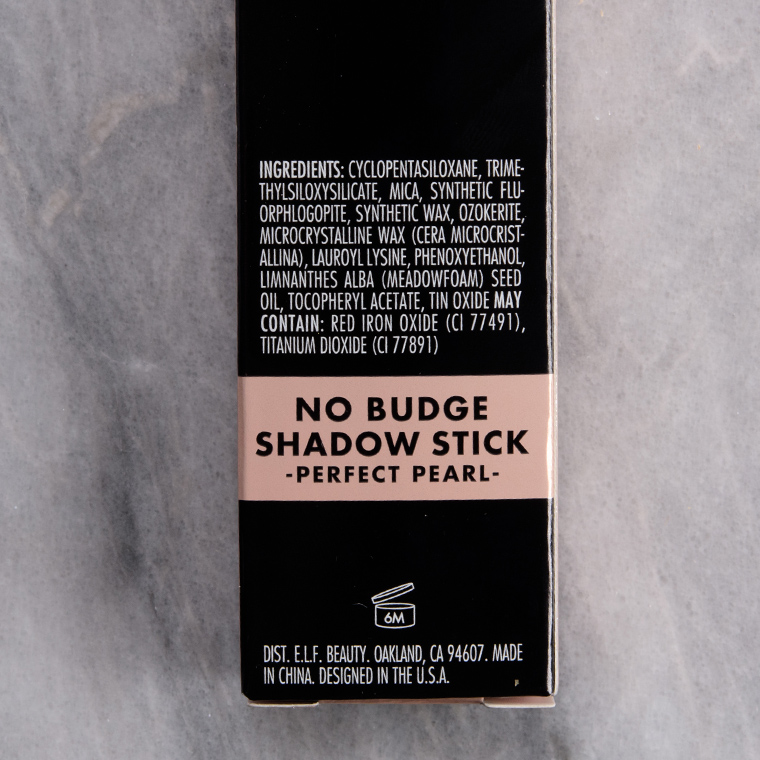 INGREDIENTS: CYCLOPENTASILOXANE, TRIME-
THYLSILOXYSILICATE, MICA, SYNTHETIC FLU-
ORPHLOGOPITE, SYNTHETIC WAX, OZOKERITE,
MICROCRYSTALLINE WAX (CERA MICROCRIST-
ALLINA), LAUROYL LYSINE, PHENOXYETHANOL,
LIMNANTHES ALBA (MEADOWFOAM) SEED
OIL, TOCOPHERYL ACETATE, TIN OXIDE MAY
CONTAIN: RED IRON OXIDE (CI 77491),
TITANIUM DIOXIDE (CI 77891)
NO BUDGE
SHADOW STICK
-PERFECT PEARL-
6M
DIST. E.L.F. BEAUTY. OAKLAND, CA 94607. MADE
IN CHINA. DESIGNED IN THE U.S.A.